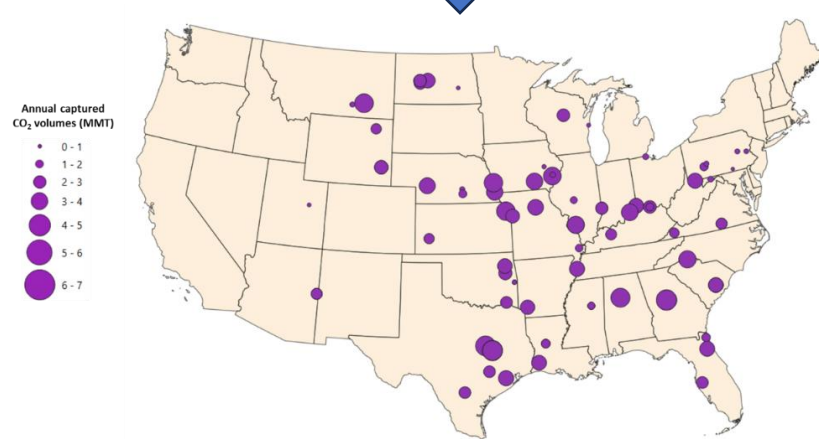 Annual captured
CO₂ volumes (MMT)
0 - 1
1 - 2
2 - 3
3 - 4
4 - 5
5 - 6
6 - 7